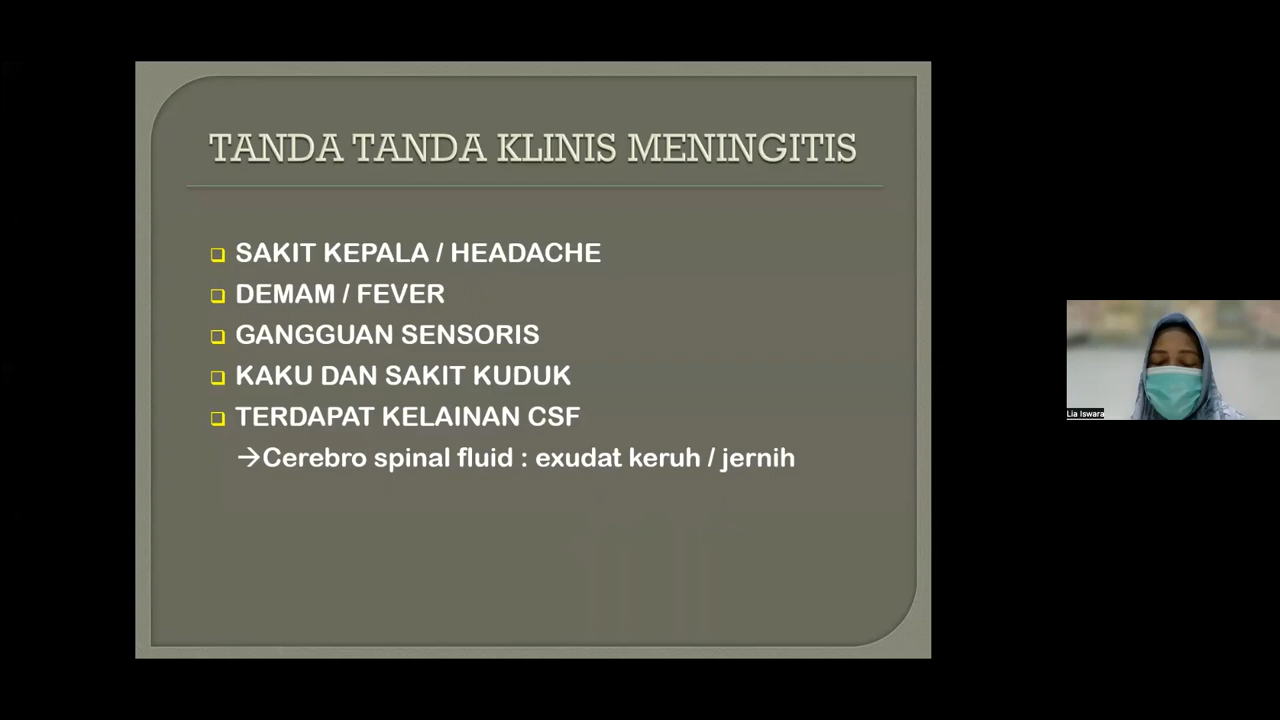 TANDA TANDA KLINIS MENINGITIS
SAKIT KEPALA / HEADACHE
DEMAM / FEVER
GANGGUAN SENSORIS
KAKU DAN SAKIT KUDUK
TERDAPAT KELAINAN CSF
→Cerebro spinal fluid : exudat keruh / jernih
Lia Iswara